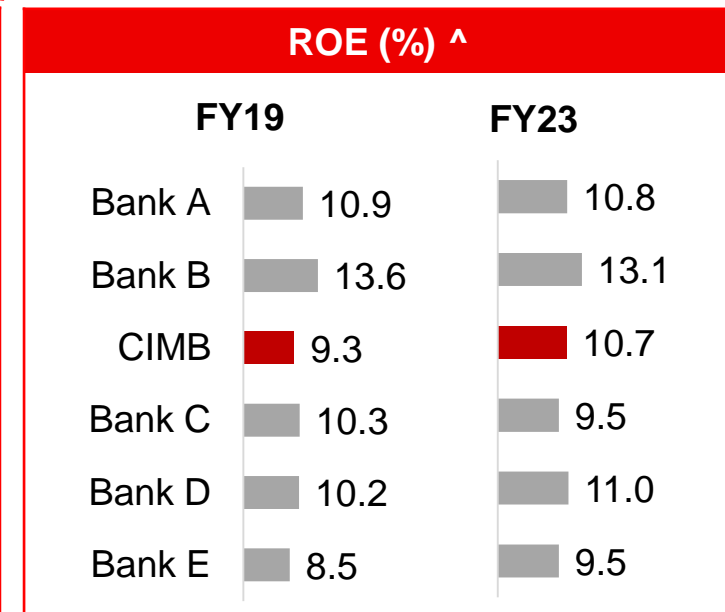 ROE (%) ^
FY19 FY23
Bank A 10.9 10.8
Bank B 13.6 13.1
CIMB 9.3 10.7
Bank C 10.3 9.5
Bank D 10.2 11.0
Bank E 8.5 9.5